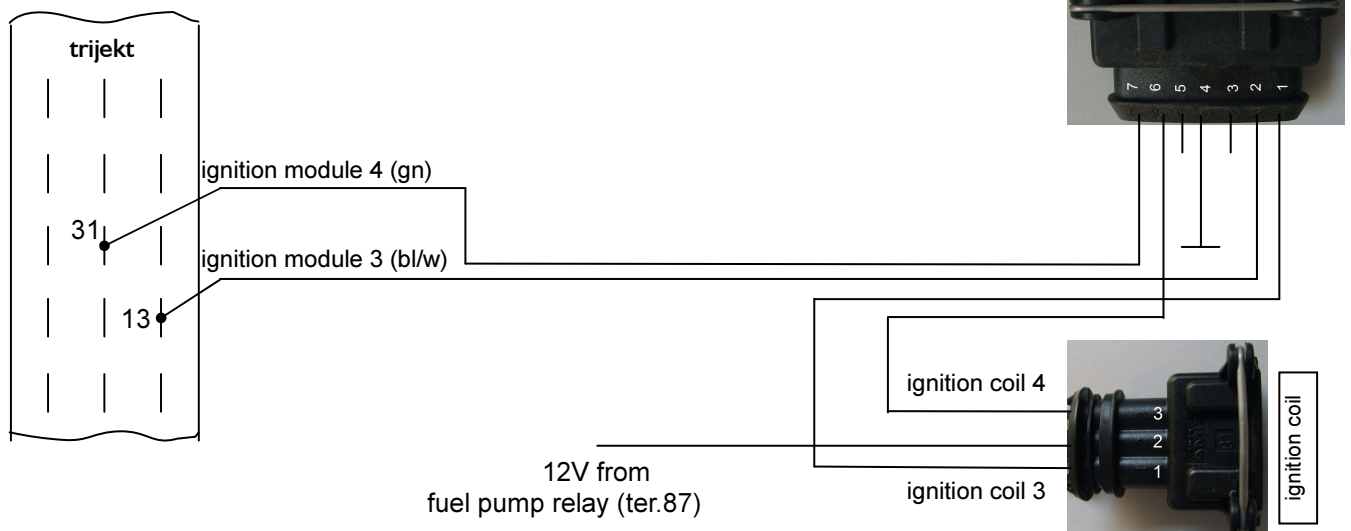 trijekt
7 6 5 4 3 2 1
ignition module 4 (gn)
31
ignition module 3 (bl/w)
13
ignition coil 4
3
2
1
ignition coil
12V from
fuel pump relay (ter.87)
ignition coil 3